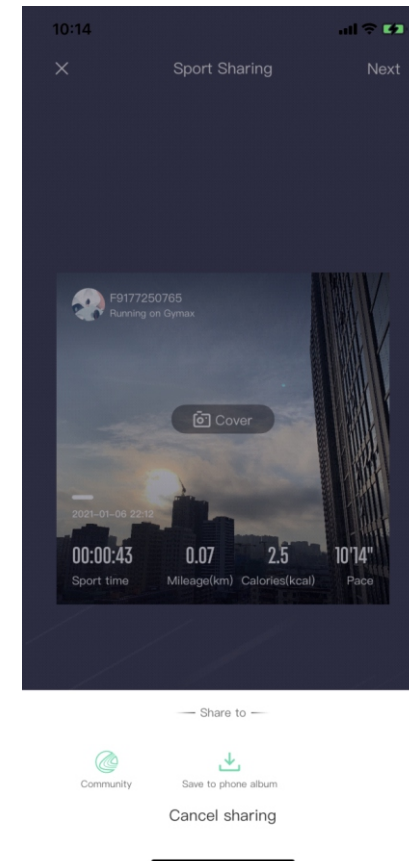 10:14
Sport Sharing
Next
F9177250765
Running on Gymax
Cover
2021-01-06 22:12
00:00:43 0.07 2.5 10'14"
Sport time Mileage(km) Calories(kcal) Pace
Share to
Community Save to phone album
Cancel sharing